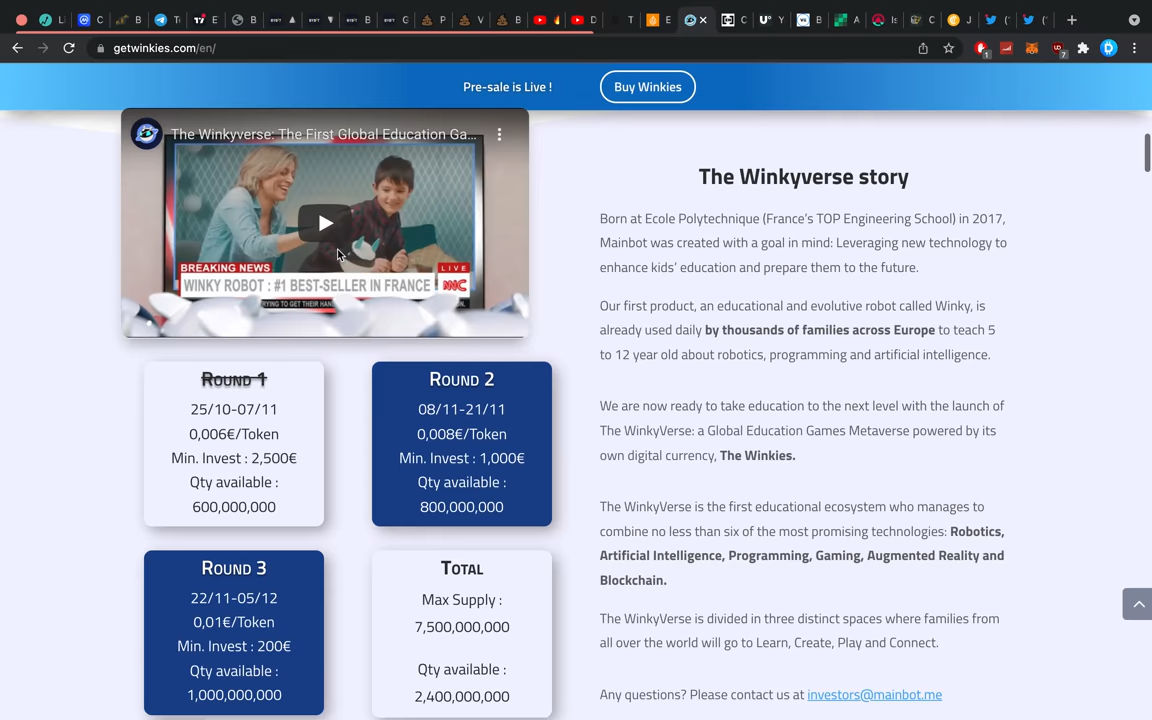 getwinkies.com/en/
Pre-sale is Live !
Buy Winkies
The Winkyverse: The First Global Education Ga...
BREAKING NEWS
LIVE
WINKY ROBOT : #1 BEST-SELLER IN FRANCE
TRYING TO GET THEIR
ROUND 1
25/10-07/11
0,006€/Token
Min. Invest : 2,500€
Qty available :
600,000,000
ROUND 2
08/11-21/11
0,008€/Token
Min. Invest : 1,000€
Qty available :
800,000,000
ROUND 3
22/11-05/12
0,01€/Token
Min. Invest : 200€
Qty available :
1,000,000,000
TOTAL
Max Supply :
7,500,000,000
Qty available :
2,400,000,000
The Winkyverse story
Born at Ecole Polytechnique (France's TOP Engineering School) in 2017,
Mainbot was created with a goal in mind: Leveraging new technology to
enhance kids' education and prepare them to the future.
Our first product, an educational and evolutive robot called Winky, is
already used daily by thousands of families across Europe to teach 5
to 12 year old about robotics, programming and artificial intelligence.
We are now ready to take education to the next level with the launch of
The WinkyVerse: a Global Education Games Metaverse powered by its
own digital currency, The Winkies.
The WinkyVerse is the first educational ecosystem who manages to
combine no less than six of the most promising technologies: Robotics,
Artificial Intelligence, Programming, Gaming, Augmented Reality and
Blockchain.
The WinkyVerse is divided in three distinct spaces where families from
all over the world will go to Learn, Create, Play and Connect.
Any questions? Please contact us at investors@mainbot.me